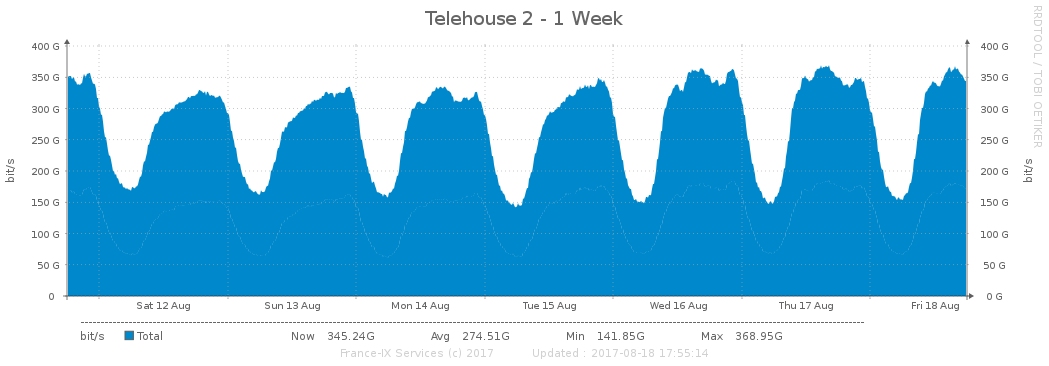 Telehouse 2 - 1 Week
RRDTOOL / TOBI OETIKER
400 G 400 G
350 G 350 G
300 G 300 G
250 G 250 G
200 G 200 G
150 G 150 G
100 G 100 G
50 G 50 G
0 0 G
bit/s bit/s
Sat 12 Aug Sun 13 Aug Mon 14 Aug Tue 15 Aug Wed 16 Aug Thu 17 Aug Fri 18 Aug
bit/s Total Now 345.24G Avg 274.51G Min 141.85G Max 368.95G
France-IX Services (c) 2017 Updated : 2017-08-18 17:55:14